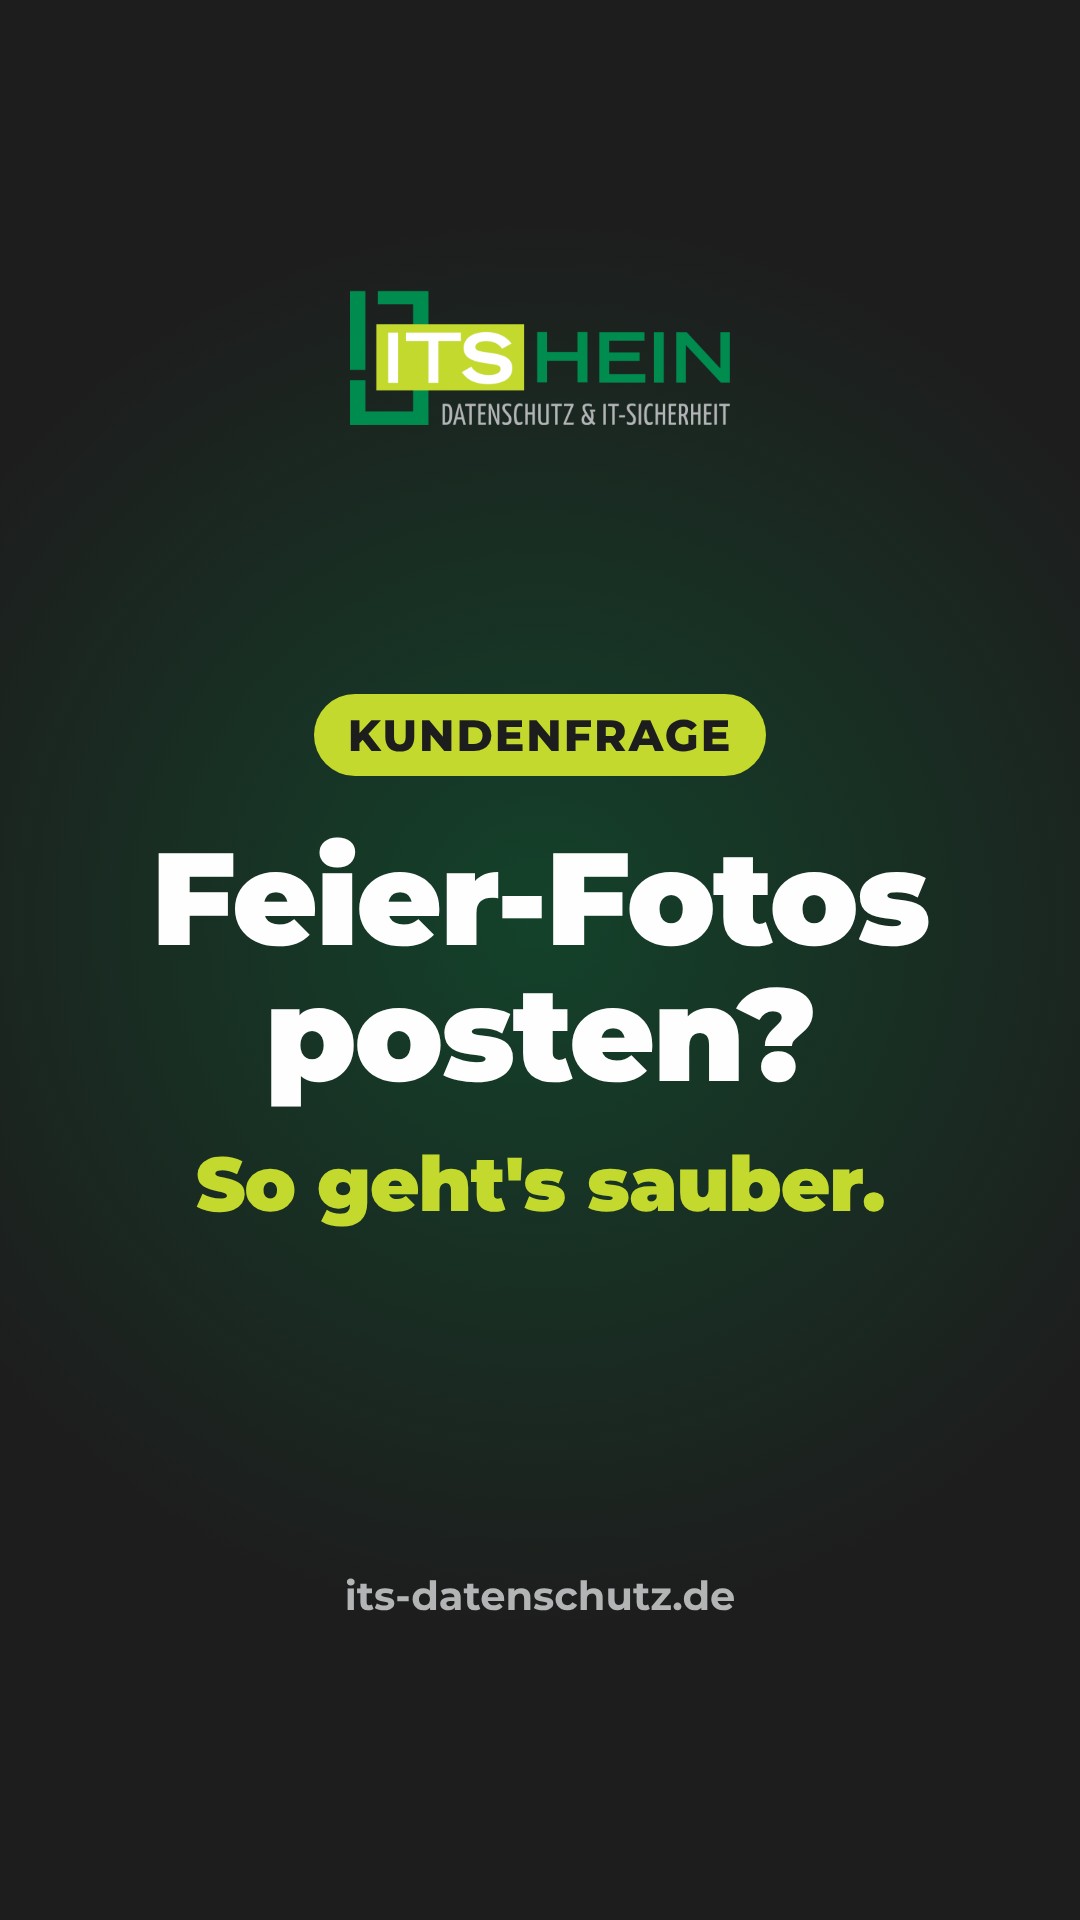 ITS HEIN
DATENSCHUTZ & IT-SICHERHEIT
KUNDENFRAGE
Feier-Fotos
posten?
So geht's sauber.
its-datenschutz.de